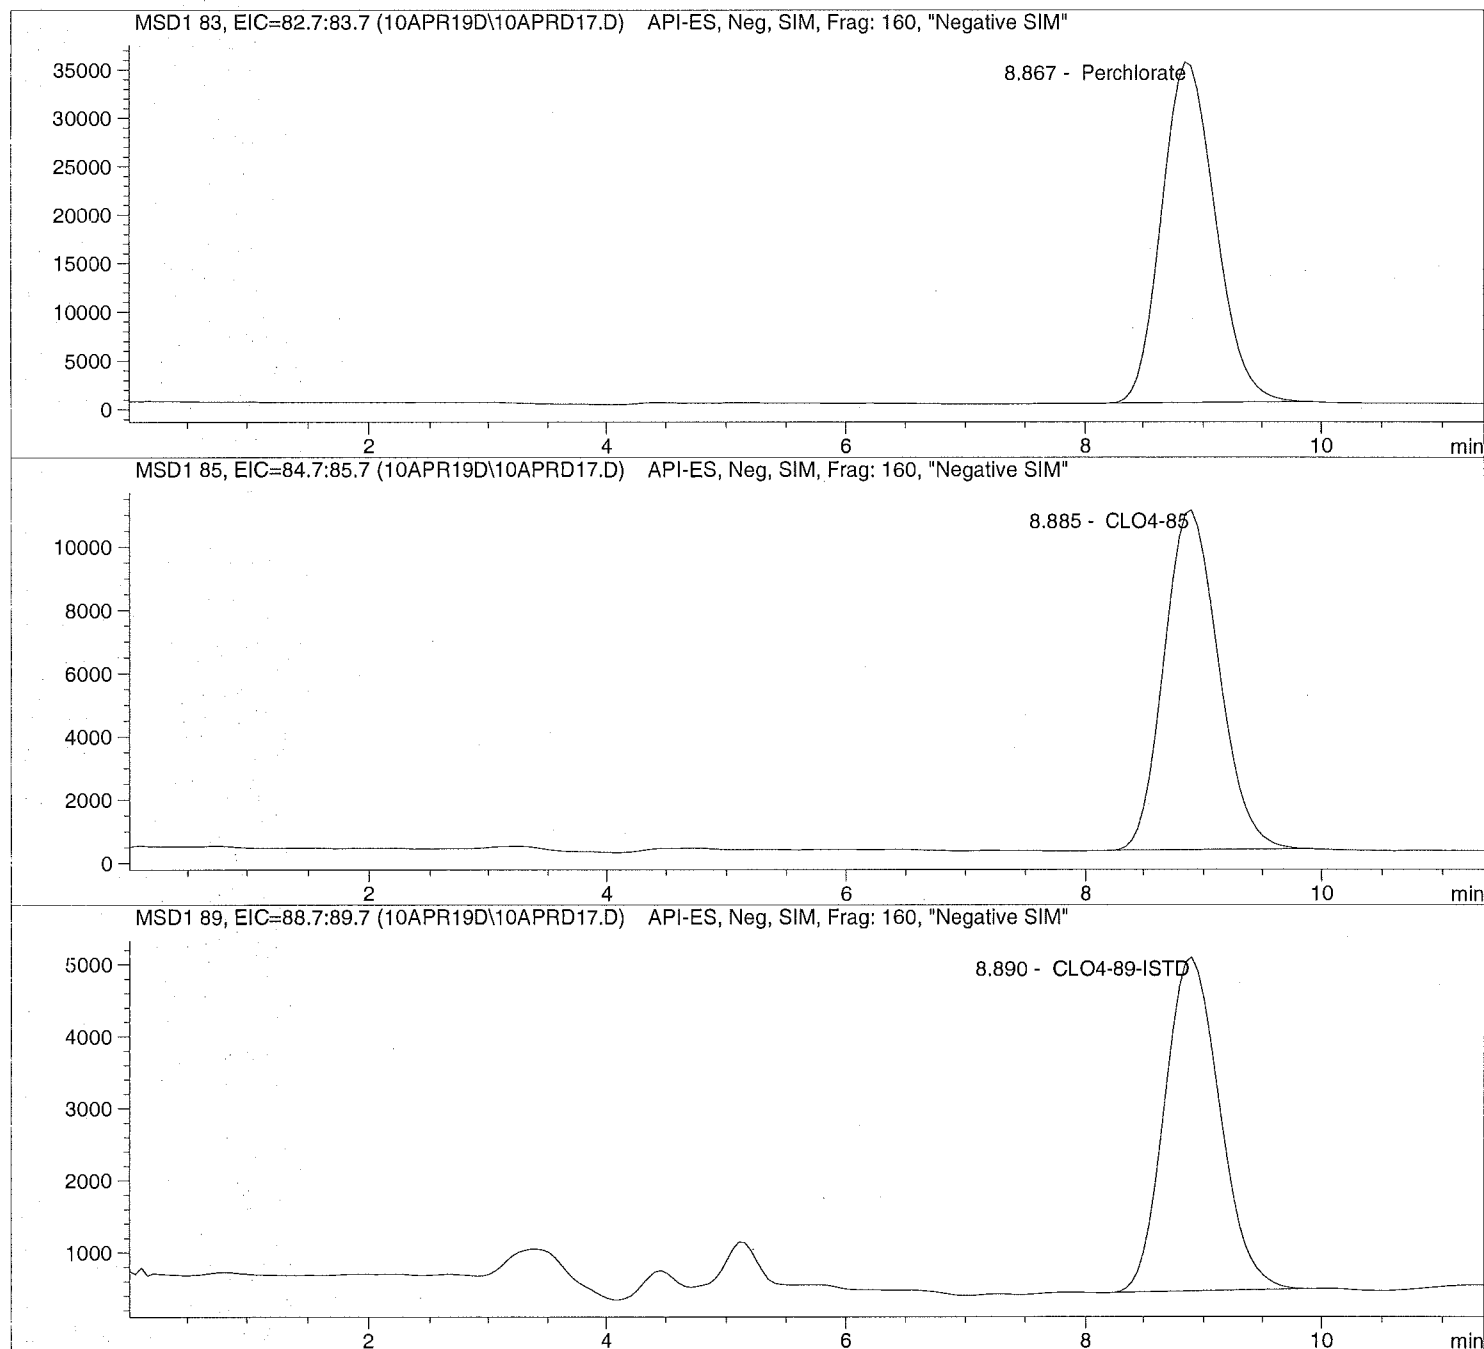 MSD1 83, EIC=82.7:83.7 (10APR19D\10APRD17.D) API-ES, Neg, SIM, Frag: 160, "Negative SIM"
8.867 - Perchlorate
35000
30000
25000
20000
15000
10000
5000
0
2 4 6 8 10 min
MSD1 85, EIC=84.7:85.7 (10APR19D\10APRD17.D) API-ES, Neg, SIM, Frag: 160, "Negative SIM"
8.885 - CLO4-85
10000
8000
6000
4000
2000
0
2 4 6 8 10 min
MSD1 89, EIC=88.7:89.7 (10APR19D\10APRD17.D) API-ES, Neg, SIM, Frag: 160, "Negative SIM"
8.890 - CLO4-89-ISTD
5000
4000
3000
2000
1000
2 4 6 8 10 min